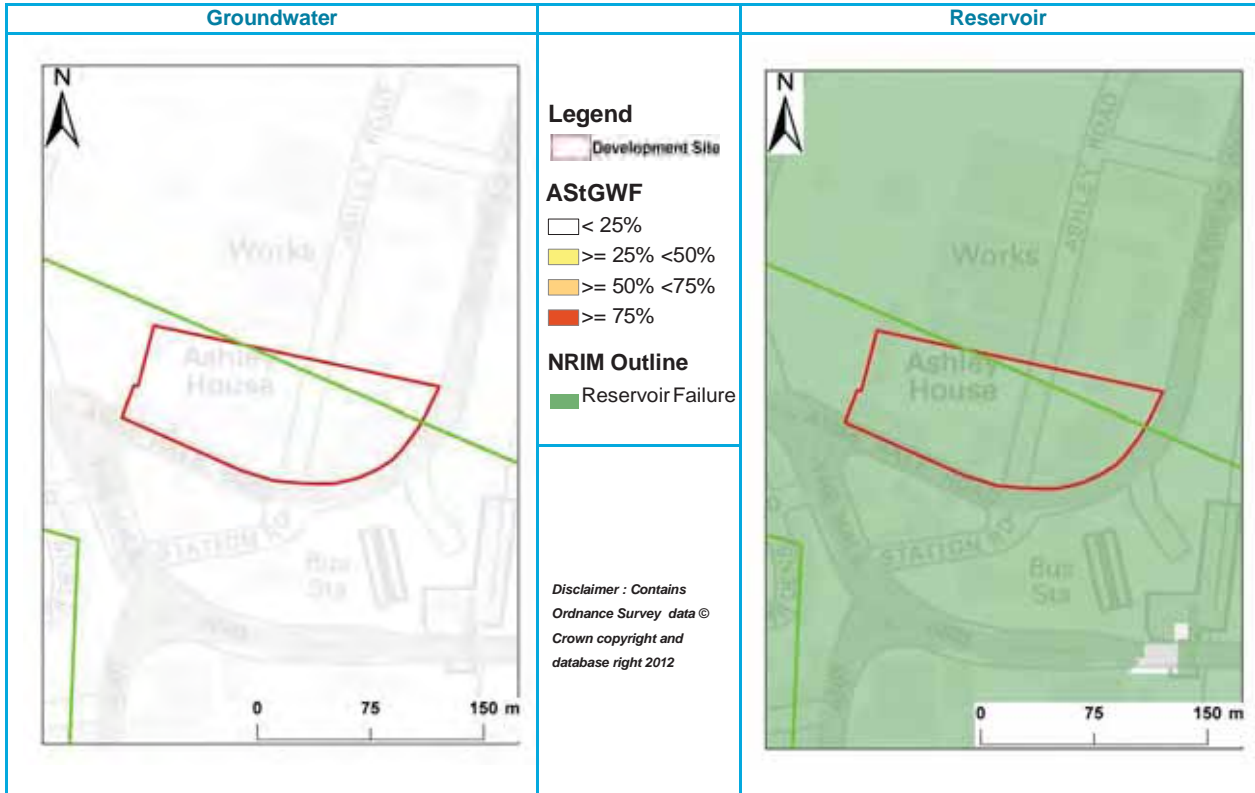 Groundwater
Reservoir
N
ASHLEY ROAD
Works
Ashley
House
STATION RD
Bus
Sta
0 75 150 m
Legend
Development Site
AStGWF
< 25%
>= 25% <50%
>= 50% <75%
>= 75%
NRIM Outline
Reservoir Failure
Disclaimer : Contains
Ordnance Survey data ©
Crown copyright and
database right 2012
N
ASHLEY ROAD
Works
Ashley
House
STATION RD
Bus
Sta
0 75 150 m